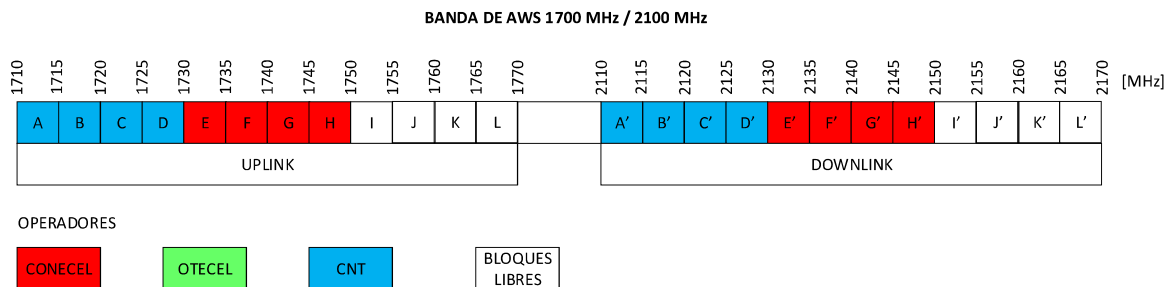 BANDA DE AWS 1700 MHz / 2100 MHz
1710 1715 1720 1725 1730 1735 1740 1745 1750 1755 1760 1765 1770 2110 2115 2120 2125 2130 2135 2140 2145 2150 2155 2160 2165 2170 [MHz]
A B C D E F G H I J K L A’ B’ C’ D’ E’ F’ G’ H’ I’ J’ K’ L’
UPLINK DOWNLINK
OPERADORES
CONECEL OTECEL CNT BLOQUES
LIBRES